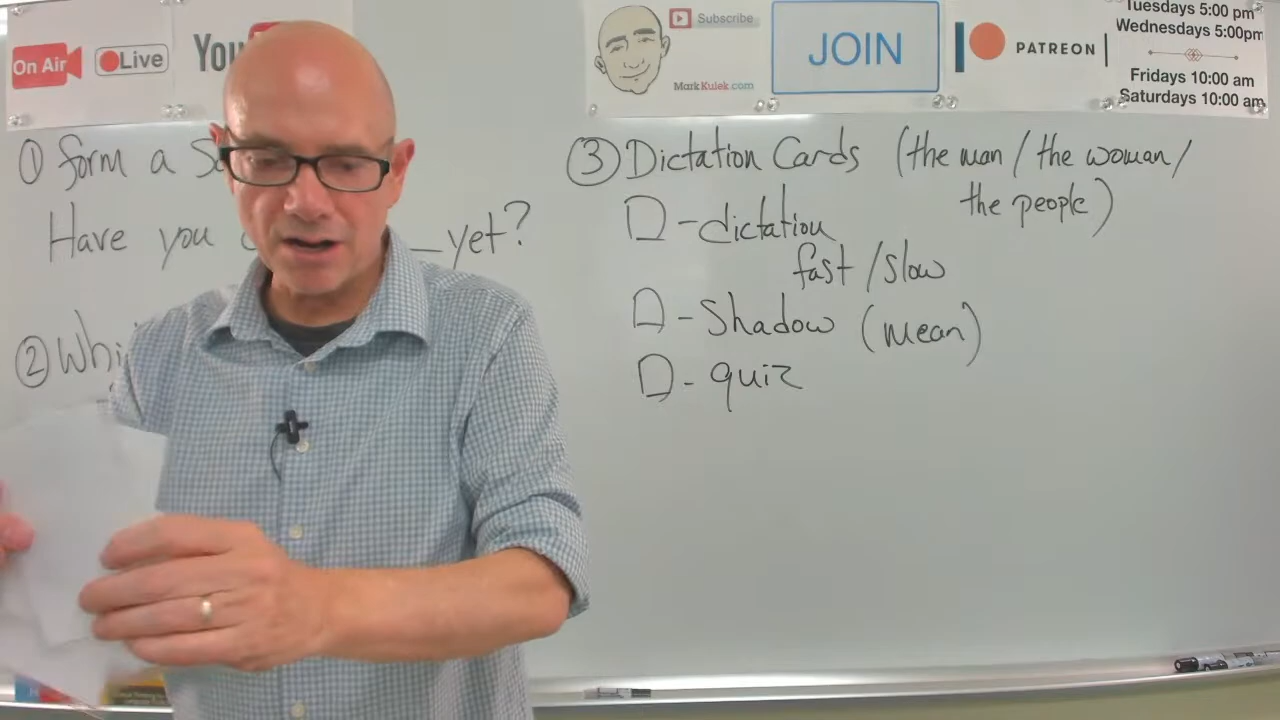 On Air
Live
You
Subscribe
MarkKulek.com
JOIN
PATREON
Tuesdays 5:00 pm
Wednesdays 5:00pm
Fridays 10:00 am
Saturdays 10:00 am
① form a
Have you
yet?
②
③ Dictation Cards (the man / the woman /
the people)
- dictation
fast / slow
- Shadow (mean)
- quiz